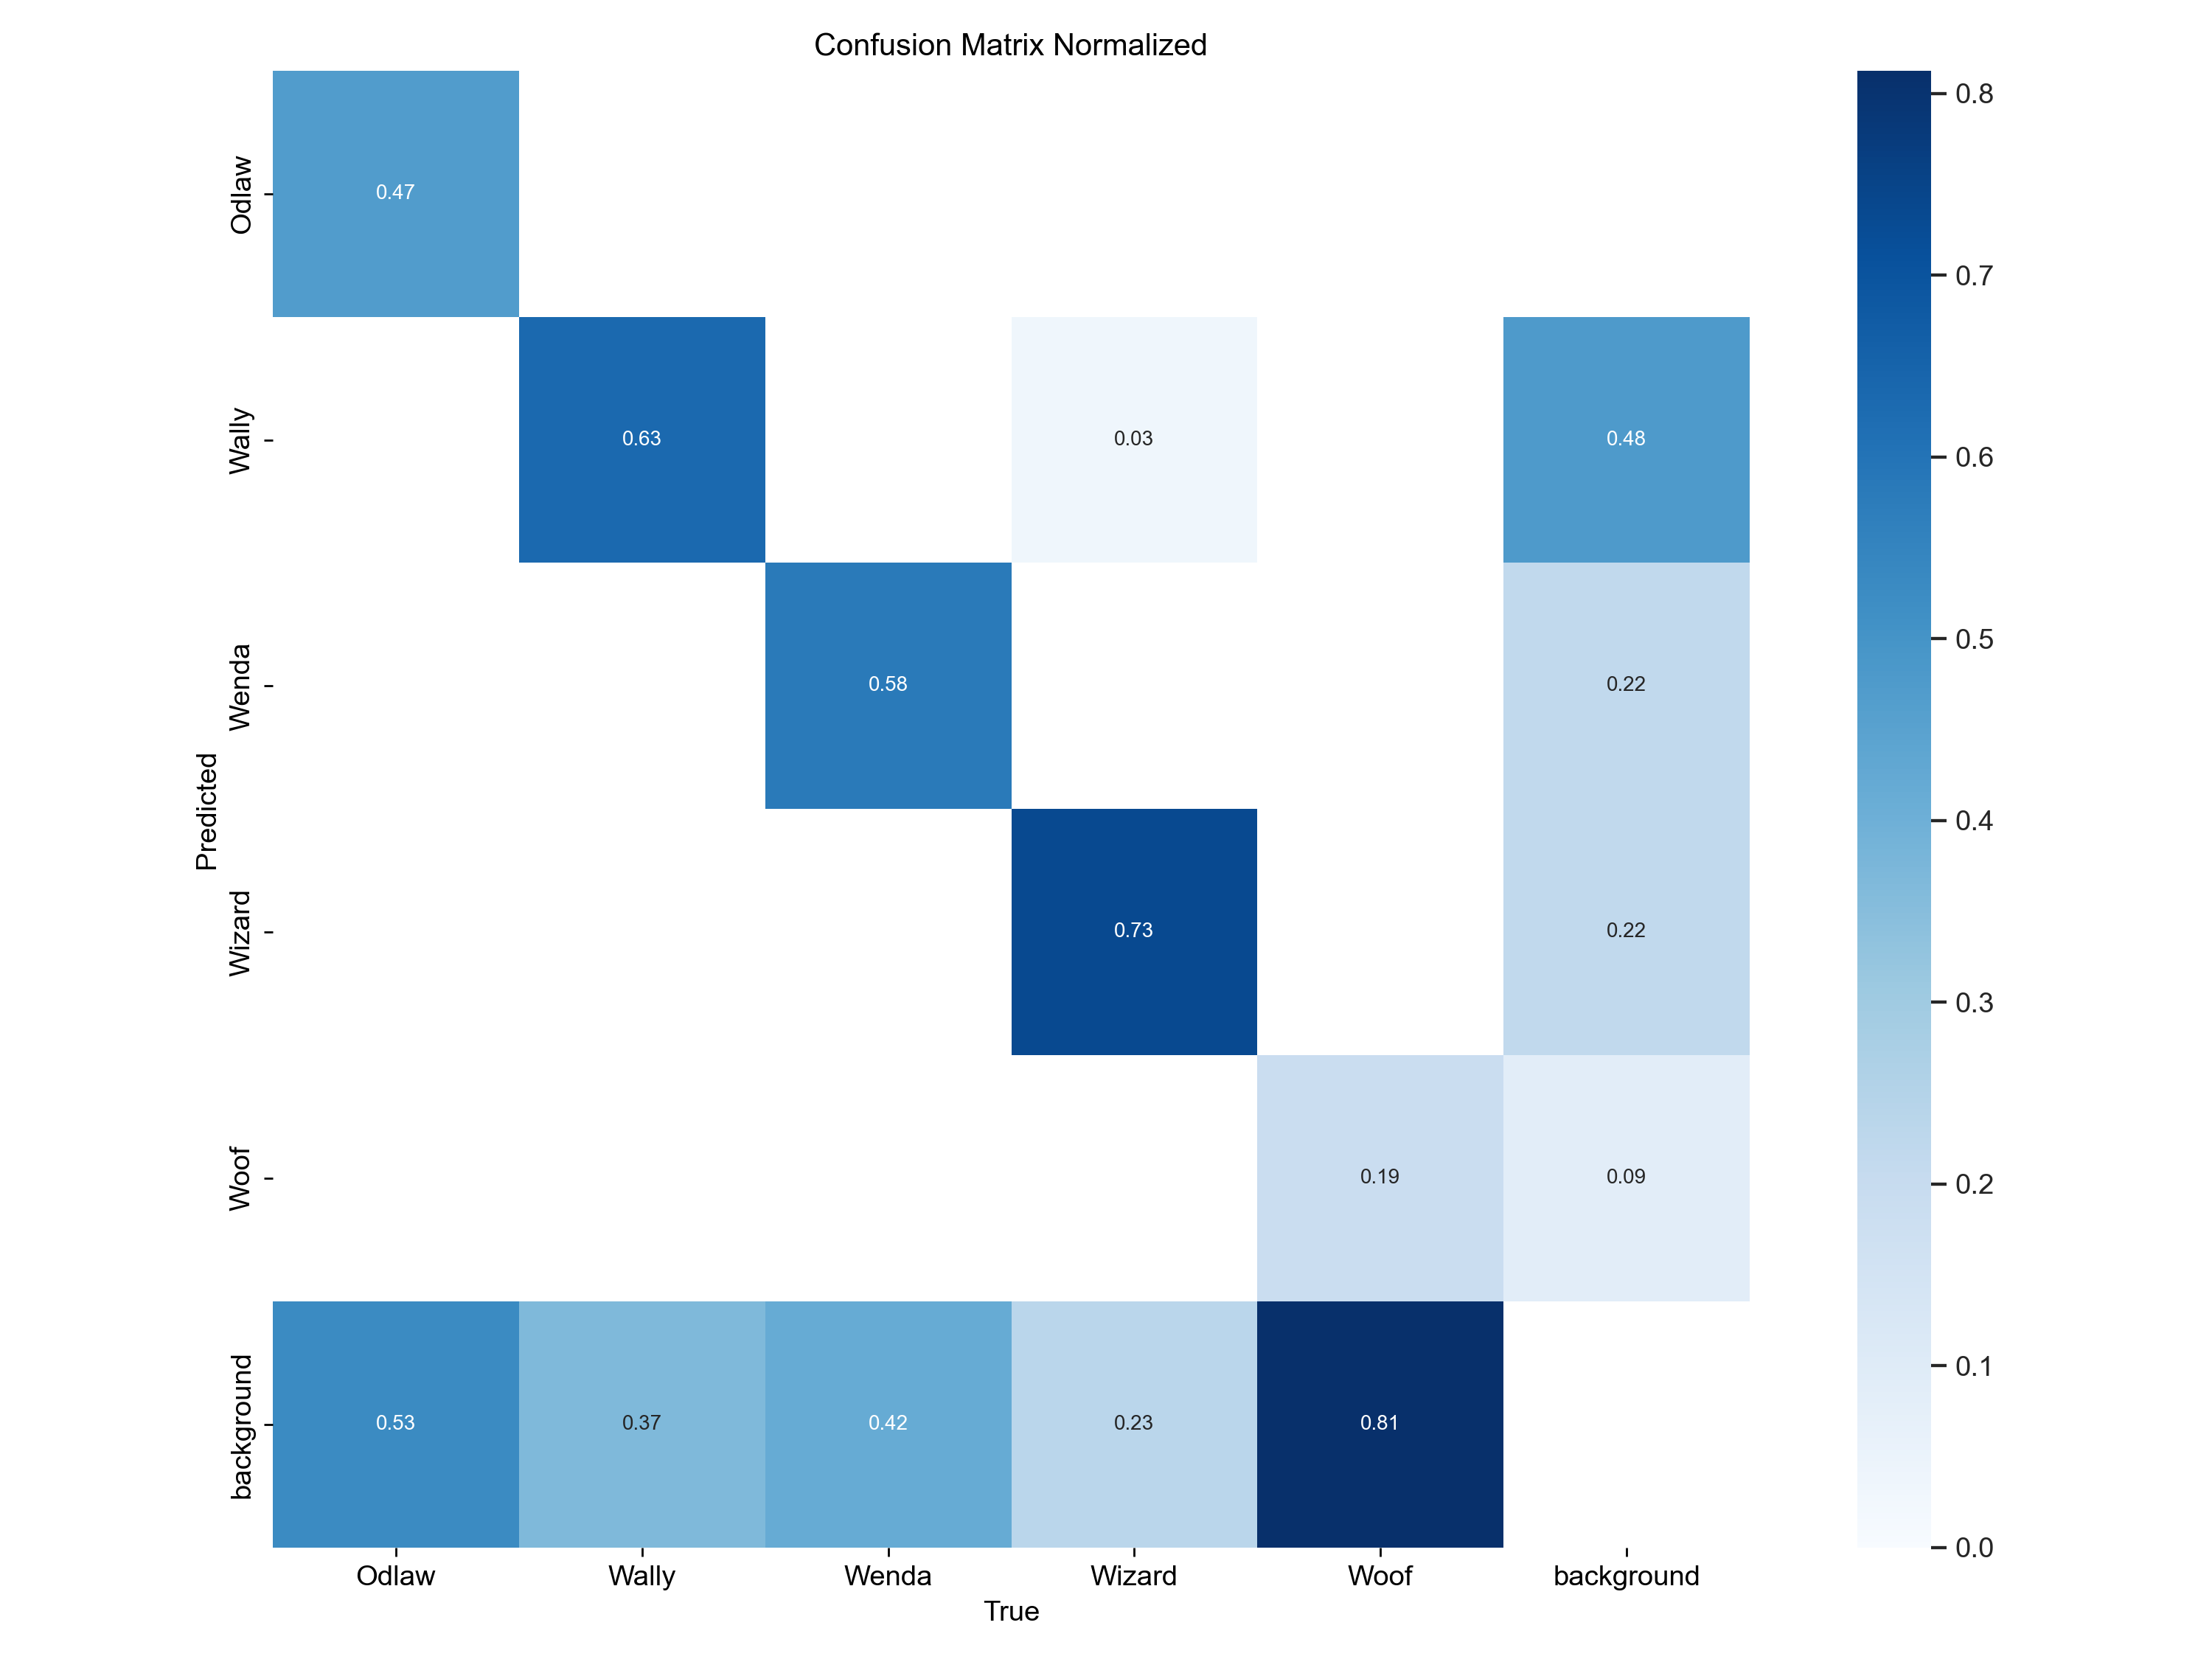 Confusion Matrix Normalized
Odlaw
0.47
Wally
0.63
0.03
0.48
Wenda
0.58
0.22
Predicted
Wizard
0.73
0.22
Woof
0.19
0.09
background
0.53
0.37
0.42
0.23
0.81
Odlaw
Wally
Wenda
Wizard
Woof
background
True
0.8
0.7
0.6
0.5
0.4
0.3
0.2
0.1
0.0